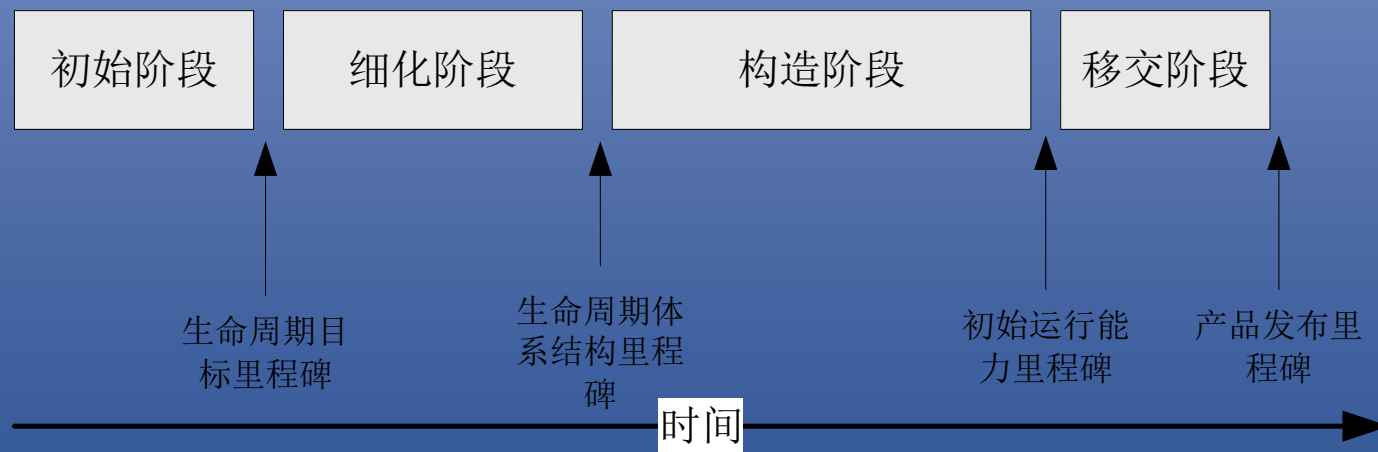 初始阶段
细化阶段
构造阶段
移交阶段
生命周期目
标里程碑
生命周期体
系结构里程
碑
初始运行能
力里程碑
产品发布里
程碑
时间